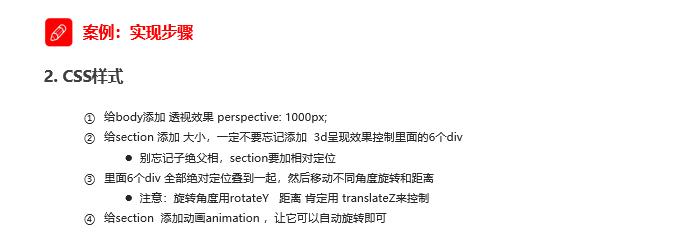 案例：实现步骤
2. CSS样式
① 给body添加 透视效果 perspective: 1000px;
② 给section 添加 大小，一定不要忘记添加 3d呈现效果控制里面的6个div
● 别忘记子绝父相，section要加相对定位
③ 里面6个div 全部绝对定位叠到一起，然后移动不同角度旋转和距离
● 注意：旋转角度用rotateY 距离 肯定用 translateZ来控制
④ 给section 添加动画animation ，让它可以自动旋转即可